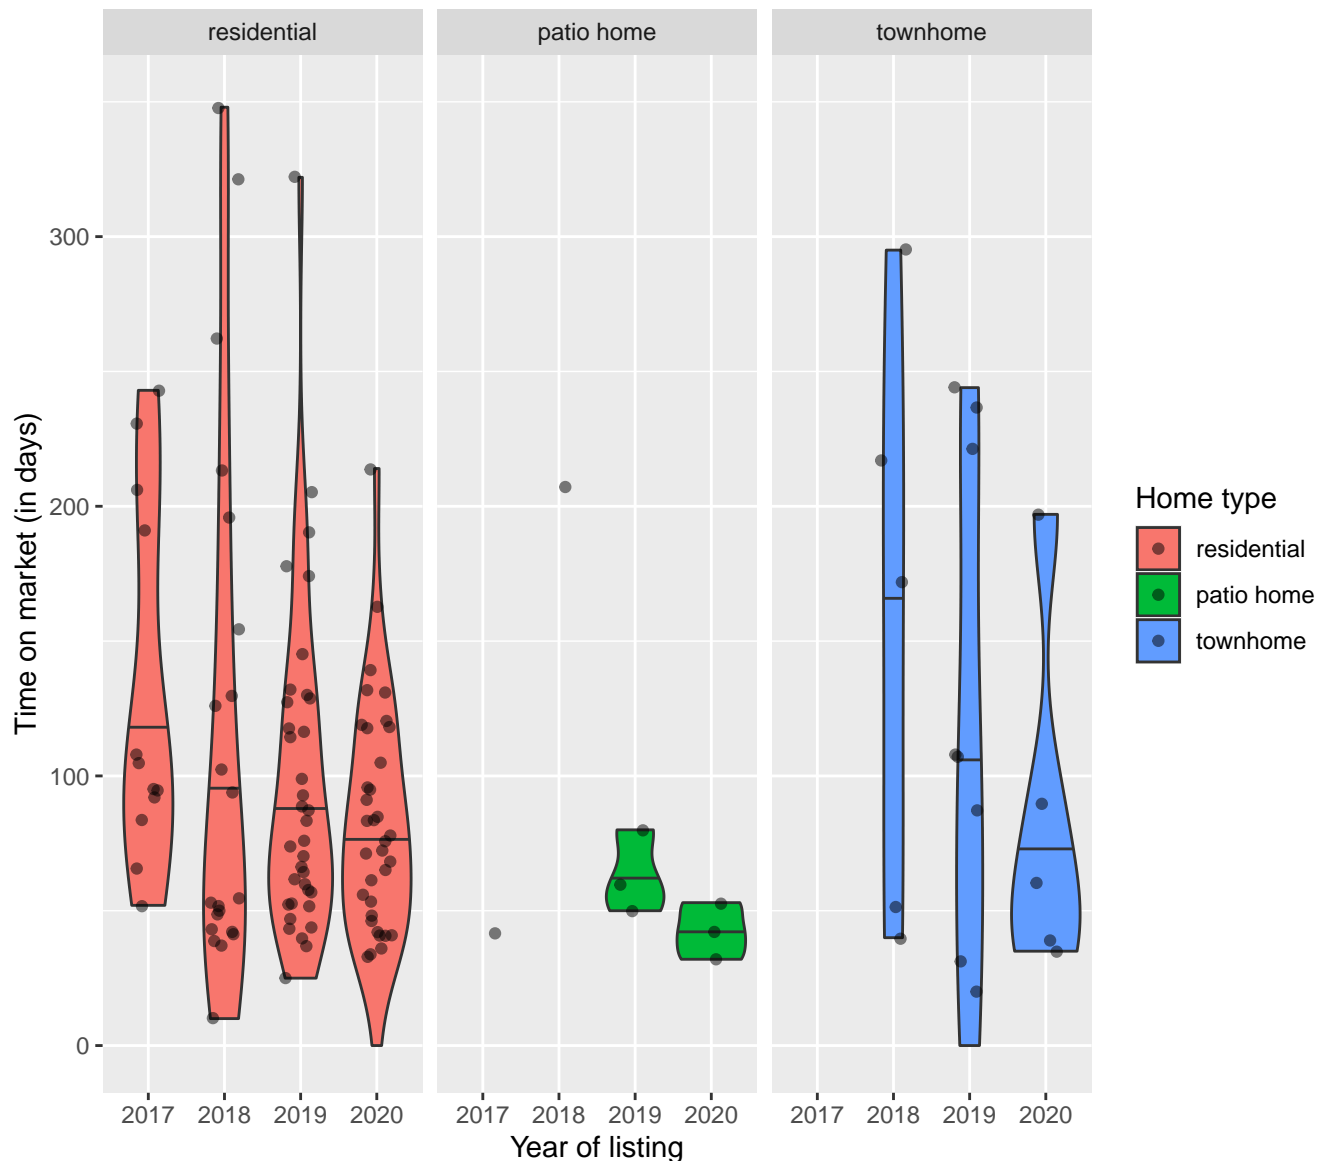 residential patio home townhome
300
200
100
0
Time on market (in days)
2017 2018 2019 2020 2017 2018 2019 2020 2017 2018 2019 2020
Year of listing
Home type
residential
patio home
townhome